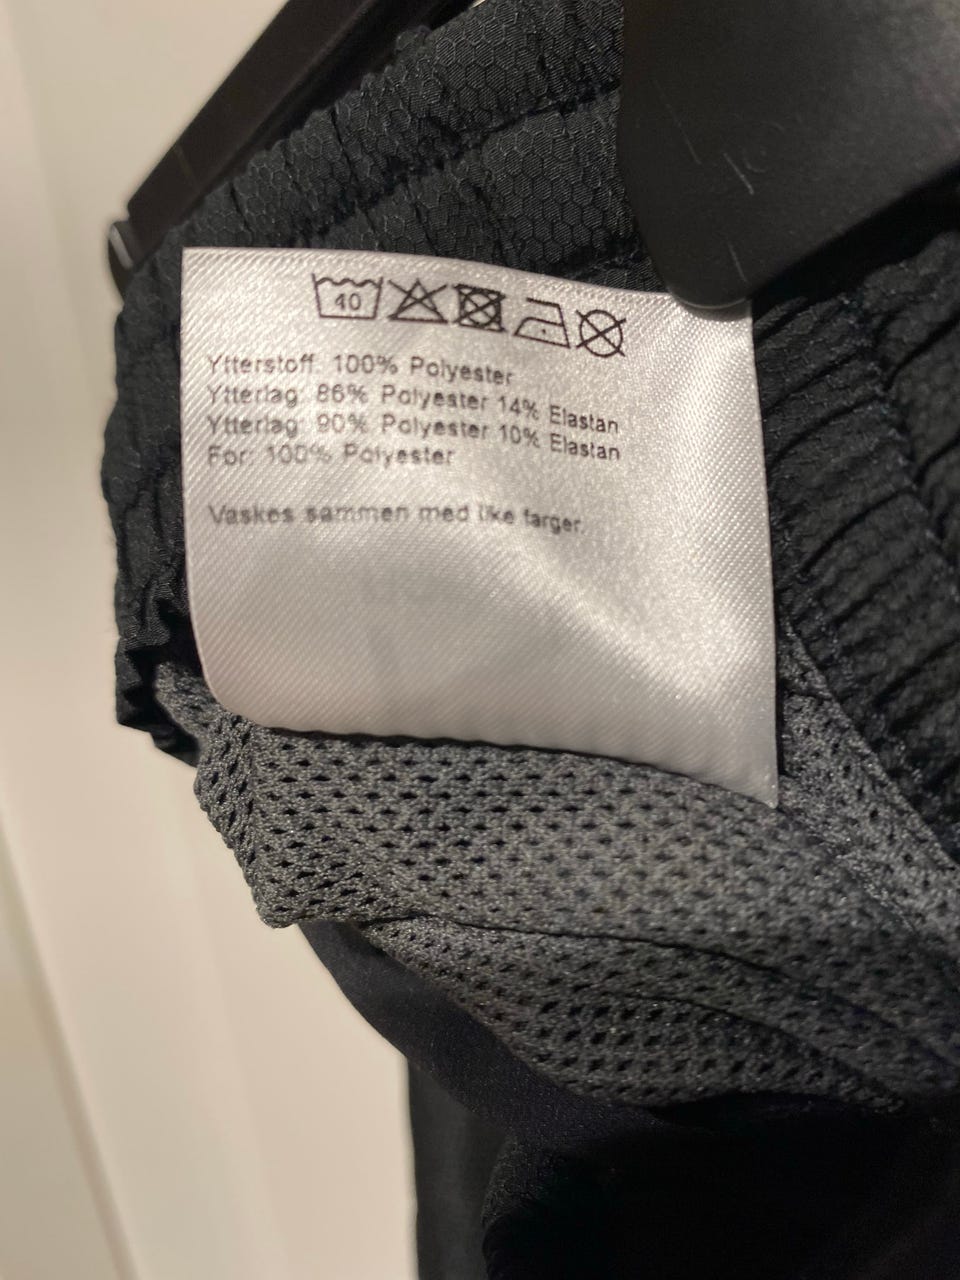 40
Ytterstoff: 100% Polyester
Ytterlag: 86% Polyester 14% Elastan
Ytterlag: 90% Polyester 10% Elastan
For: 100% Polyester
Vaskes sammen med like farger.